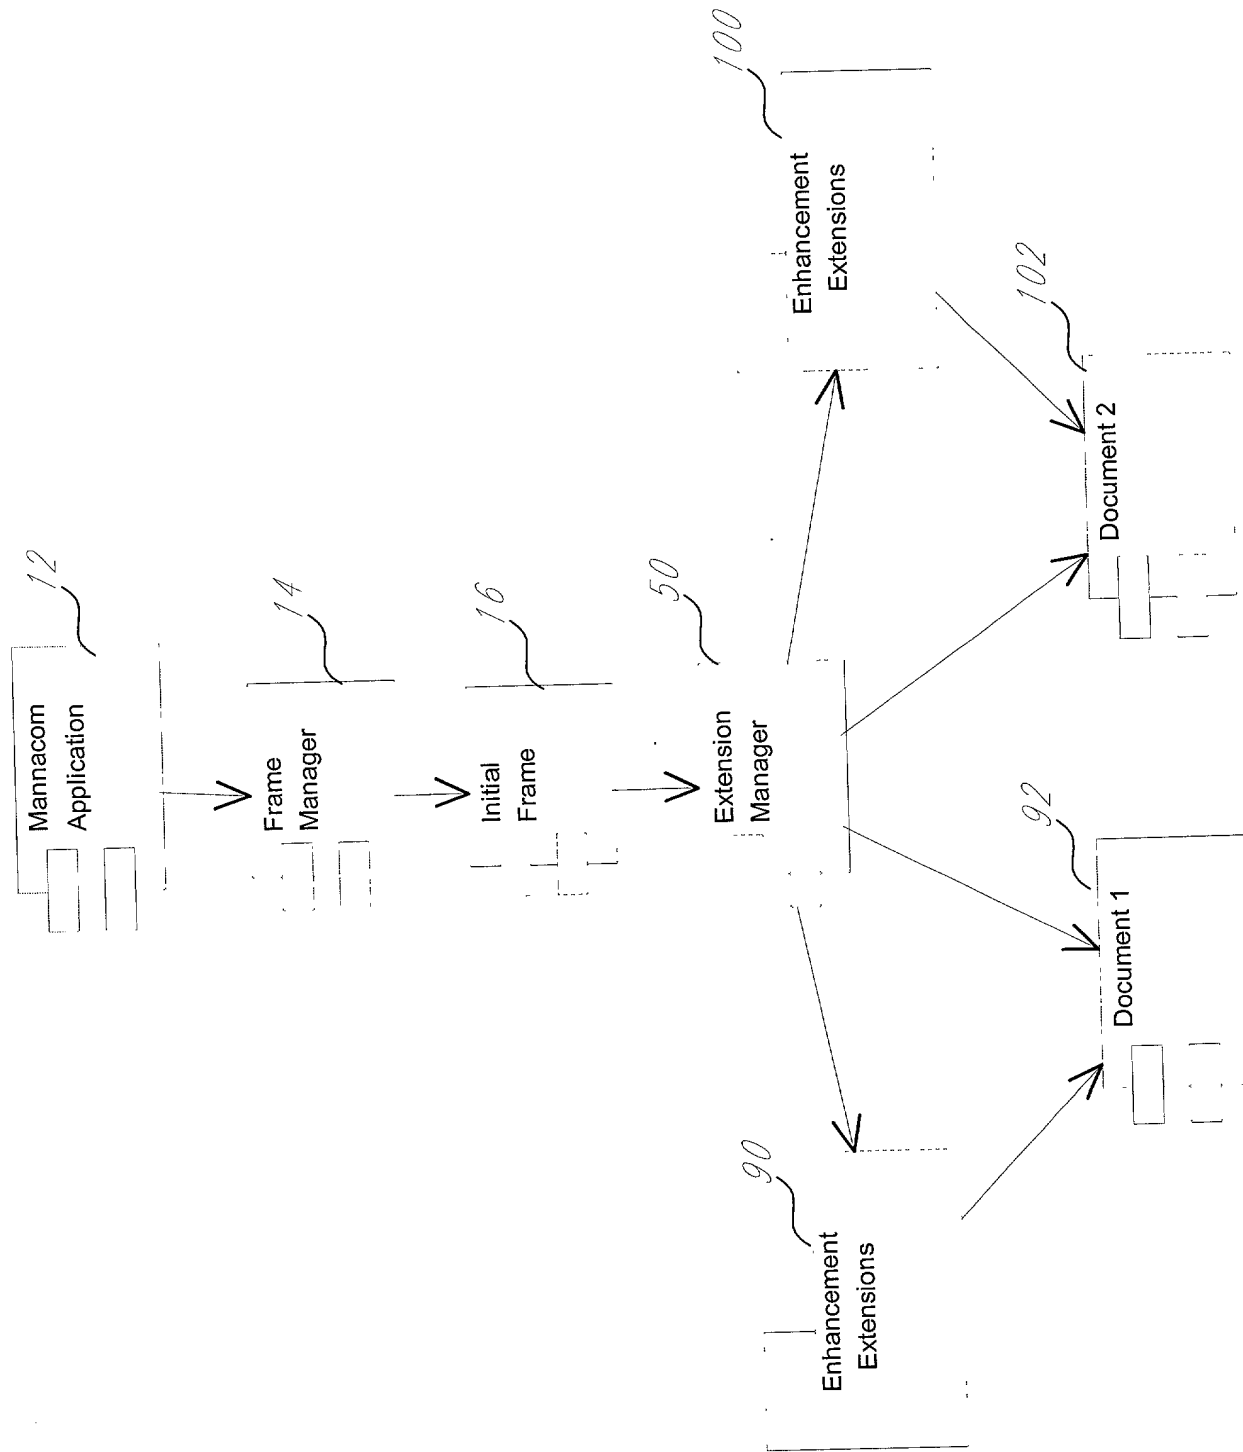 12
Mannacom
Application
14
Frame
Manager
16
Initial
Frame
50
Extension
Manager
90
Enhancement
Extensions
100
Enhancement
Extensions
92
Document 1
102
Document 2